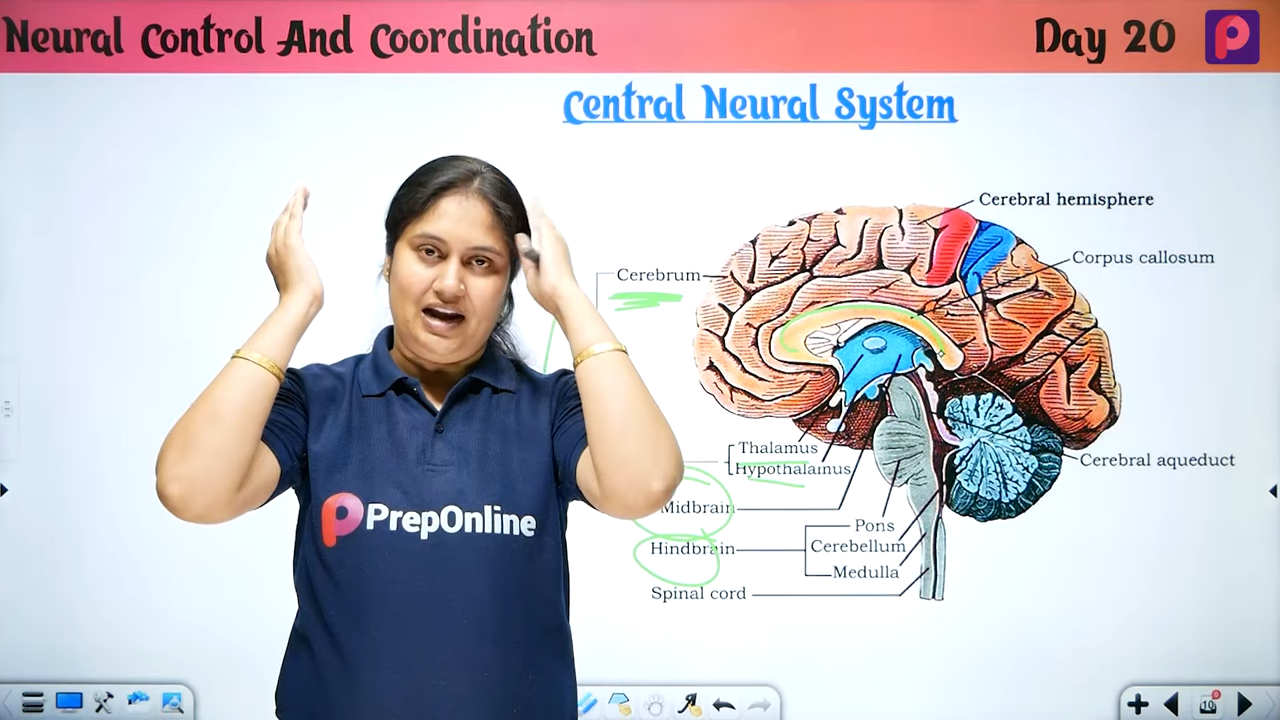 Neural Control And Coordination
Day 20
Central Neural System
Cerebral hemisphere
Corpus callosum
Cerebrum
Thalamus
Hypothalamus
Cerebral aqueduct
Midbrain
Pons
Hindbrain
Cerebellum
Medulla
Spinal cord
PrepOnline
10